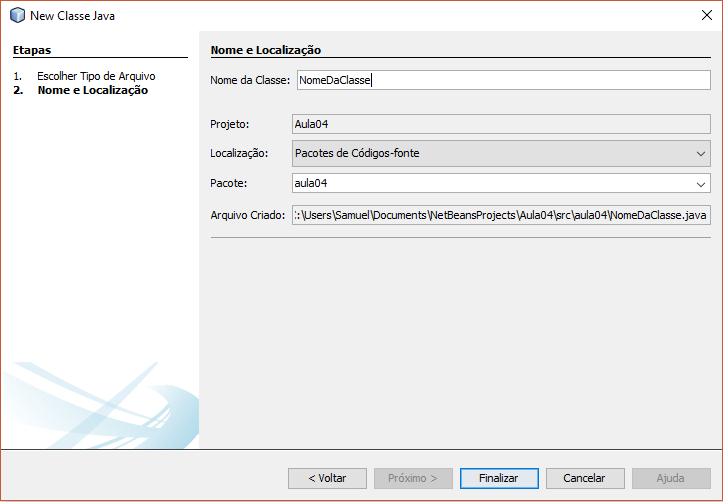 New Classe Java
Etapas
1. Escolher Tipo de Arquivo
2. Nome e Localização
Nome e Localização
Nome da Classe: NomeDaClasse
Projeto: Aula04
Localização: Pacotes de Códigos-fonte
Pacote: aula04
Arquivo Criado: :\Users\Samuel\Documents\NetBeansProjects\Aula04\src\aula04\NomeDaClasse.java
< Voltar Próximo > Finalizar Cancelar Ajuda